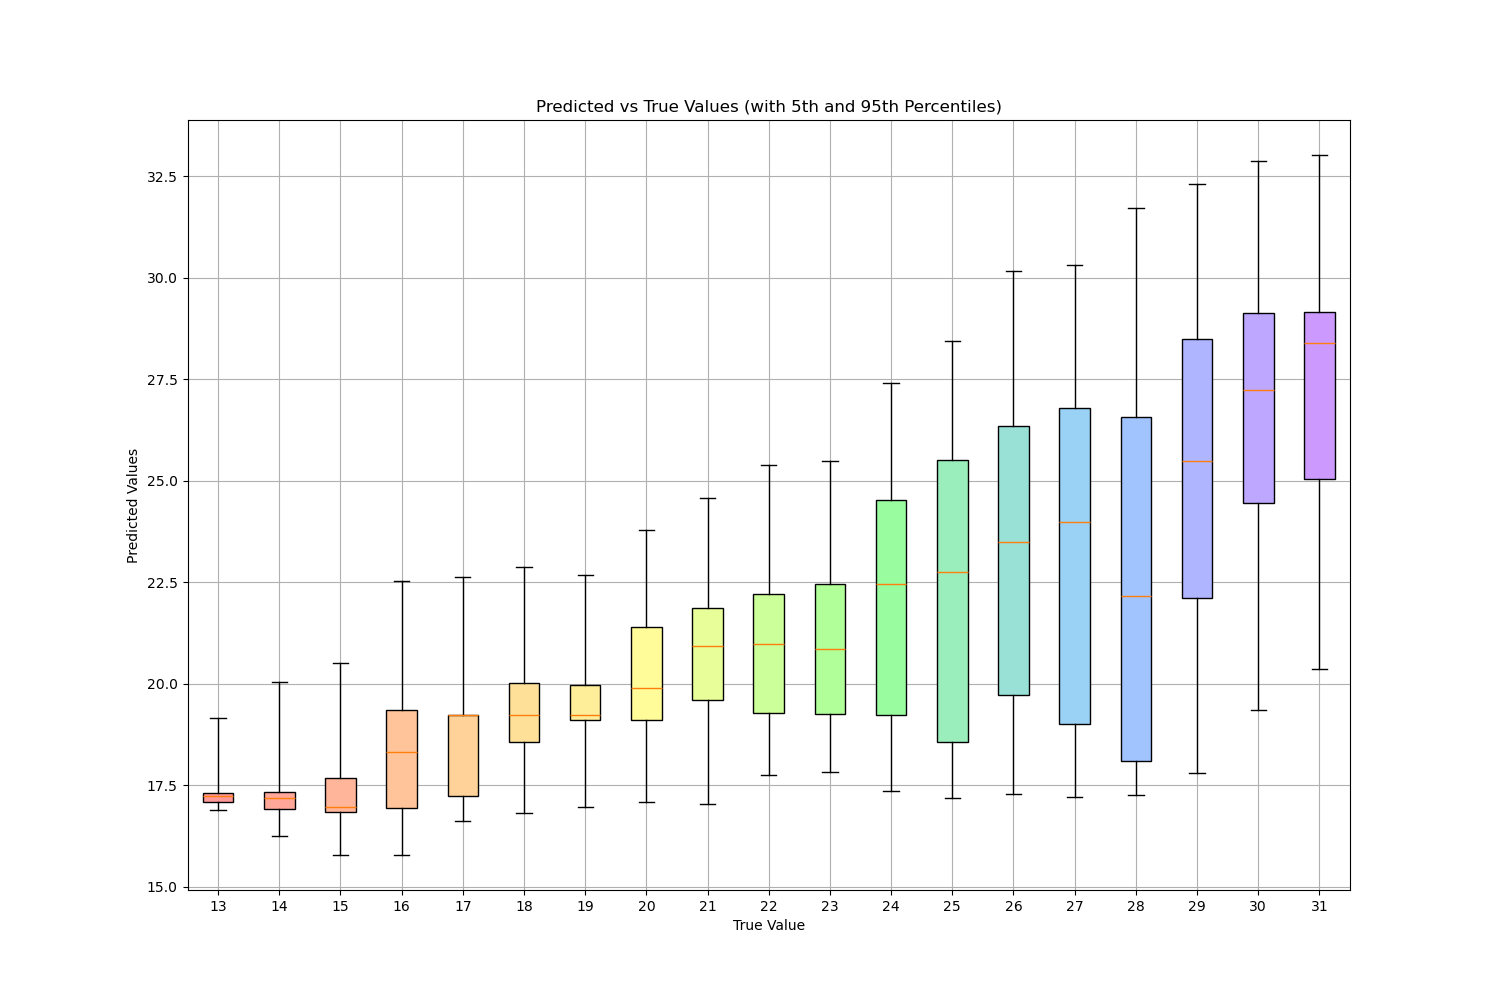 Predicted vs True Values (with 5th and 95th Percentiles)
Predicted Values
32.5
30.0
27.5
25.0
22.5
20.0
17.5
15.0
13 14 15 16 17 18 19 20 21 22 23 24 25 26 27 28 29 30 31
True Value